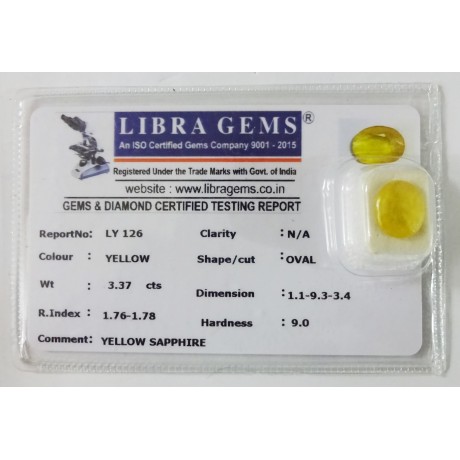 LIBRA GEMS®
An ISO Certified Gems Company 9001 - 2015
Registered Under the Trade Marks with Govt. of India
website : www.libragems.co.in
GEMS & DIAMOND CERTIFIED TESTING REPORT
ReportNo: LY 126 Clarity : N/A
Colour : YELLOW Shape/cut : OVAL
Wt : 3.37 cts Dimension : 1.1-9.3-3.4
R.Index : 1.76-1.78 Hardness : 9.0
Comment: YELLOW SAPPHIRE